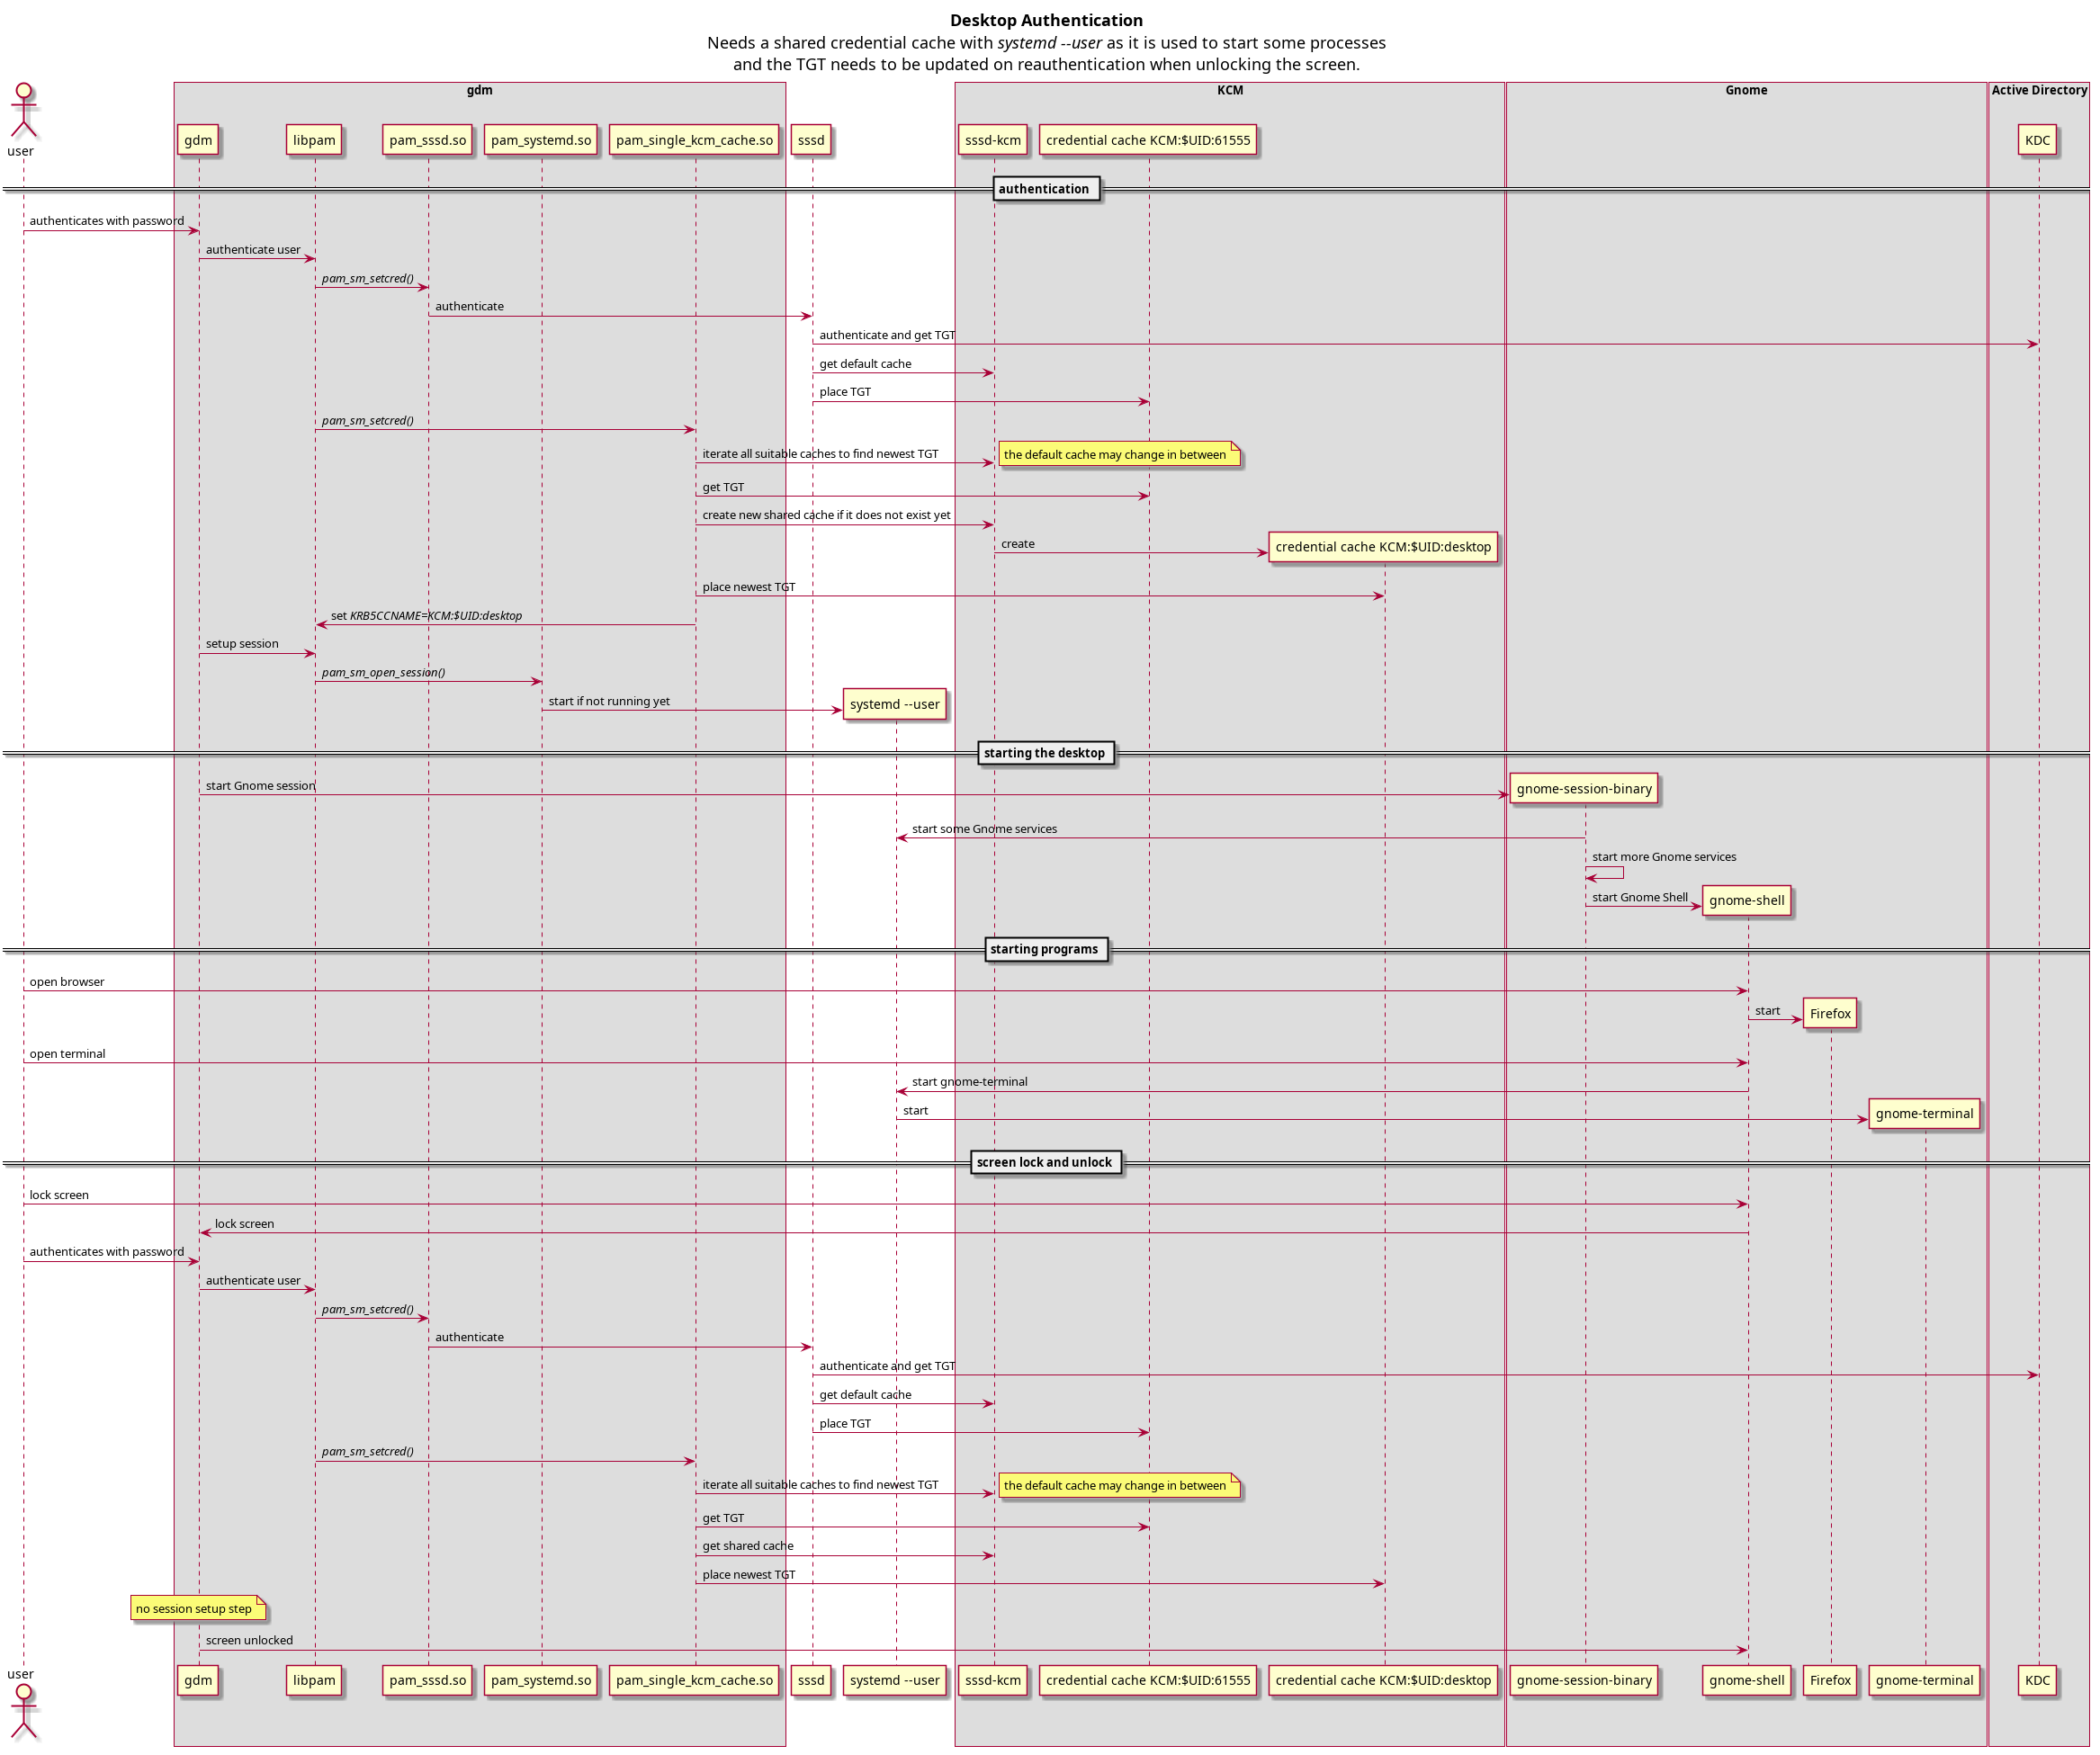 Desktop Authentication
Needs a shared credential cache with systemd --user as it is used to start some processes
and the TGT needs to be updated on reauthentication when unlocking the screen.
gdm
KCM
Gnome
Active Directory
user
gdm
libpam
pam_sssd.so
pam_systemd.so
pam_single_kcm_cache.so
sssd
sssd-kcm
credential cache KCM:$UID:61555
KDC
authentication
authenticates with password
authenticate user
pam_sm_setcred()
authenticate
authenticate and get TGT
get default cache
place TGT
pam_sm_setcred()
iterate all suitable caches to find newest TGT
the default cache may change in between
get TGT
create new shared cache if it does not exist yet
create
credential cache KCM:$UID:desktop
place newest TGT
set KRB5CCNAME=KCM:$UID:desktop
setup session
pam_sm_open_session()
start if not running yet
systemd --user
starting the desktop
start Gnome session
gnome-session-binary
start some Gnome services
start more Gnome services
start Gnome Shell
gnome-shell
starting programs
open browser
start
Firefox
open terminal
start gnome-terminal
start
gnome-terminal
screen lock and unlock
lock screen
lock screen
authenticates with password
authenticate user
pam_sm_setcred()
authenticate
authenticate and get TGT
get default cache
place TGT
pam_sm_setcred()
iterate all suitable caches to find newest TGT
the default cache may change in between
get TGT
get shared cache
place newest TGT
no session setup step
screen unlocked
user
gdm
libpam
pam_sssd.so
pam_systemd.so
pam_single_kcm_cache.so
sssd
systemd --user
sssd-kcm
credential cache KCM:$UID:61555
credential cache KCM:$UID:desktop
gnome-session-binary
gnome-shell
Firefox
gnome-terminal
KDC